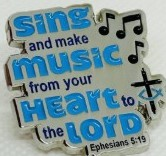 sing
and make
music
from your
HEART to
the LORD
Ephesians 5:19